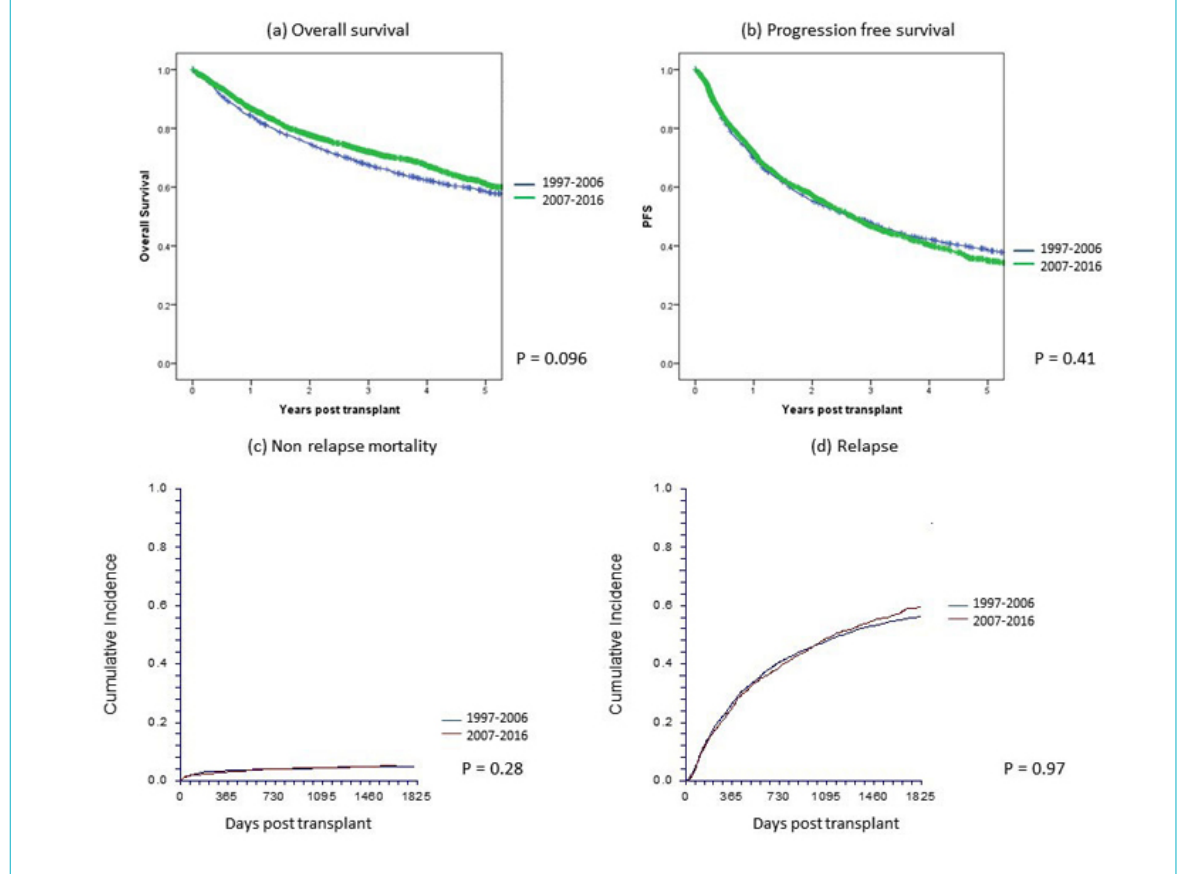 (a) Overall survival
1.0
0.8
0.6
0.4
0.2
0.0
Overall Survival
0 1 2 3 4 5
Years post transplant
1997-2006
2007-2016
P = 0.096
(b) Progression free survival
1.0
0.8
0.6
0.4
0.2
0.0
PFS
0 1 2 3 4 5
Years post transplant
1997-2006
2007-2016
P = 0.41
(c) Non relapse mortality
1.0
0.8
0.6
0.4
0.2
0.0
Cumulative Incidence
0 365 730 1095 1460 1825
Days post transplant
1997-2006
2007-2016
P = 0.28
(d) Relapse
1.0
0.8
0.6
0.4
0.2
0.0
Cumulative Incidence
0 365 730 1095 1460 1825
Days post transplant
1997-2006
2007-2016
P = 0.97